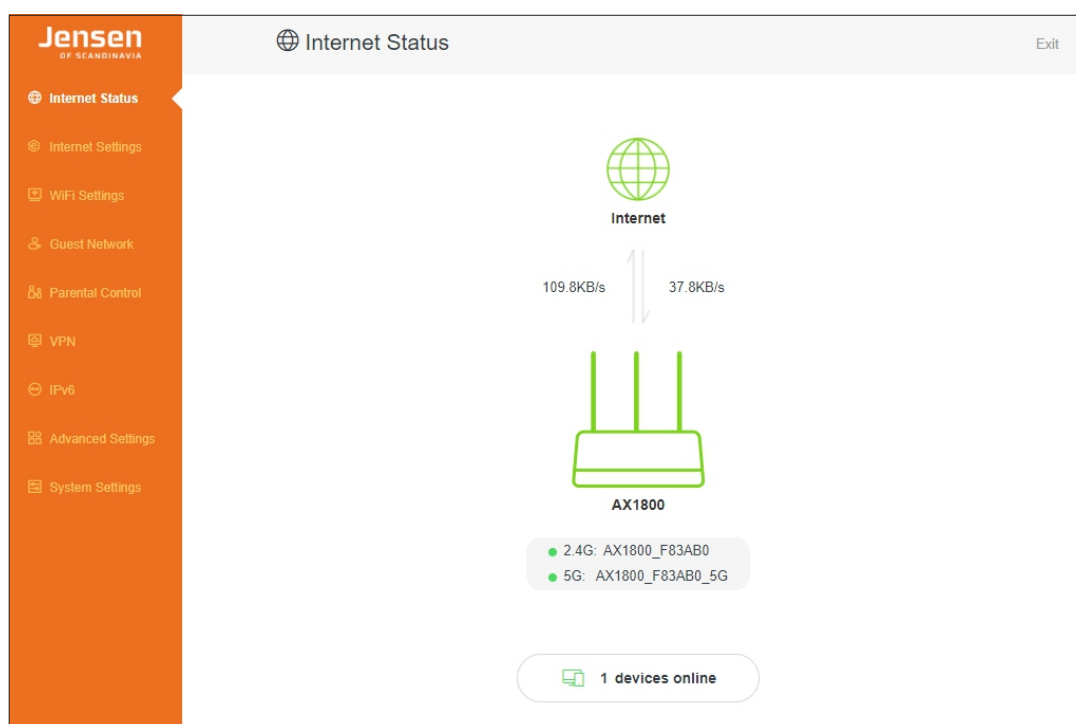 Jensen
OF SCANDINAVIA
Internet Status
Exit
Internet Status
Internet Settings
WiFi Settings
Guest Network
Parental Control
VPN
IPv6
Advanced Settings
System Settings
Internet
109.8KB/s 37.8KB/s
AX1800
2.4G: AX1800_F83AB0
5G: AX1800_F83AB0_5G
1 devices online